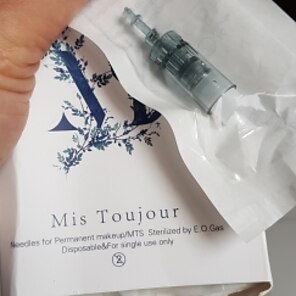 Mis Toujour
Needles for Permanent makeup/MTS. Sterilized by E.O.Gas
Disposable&For single use only
2